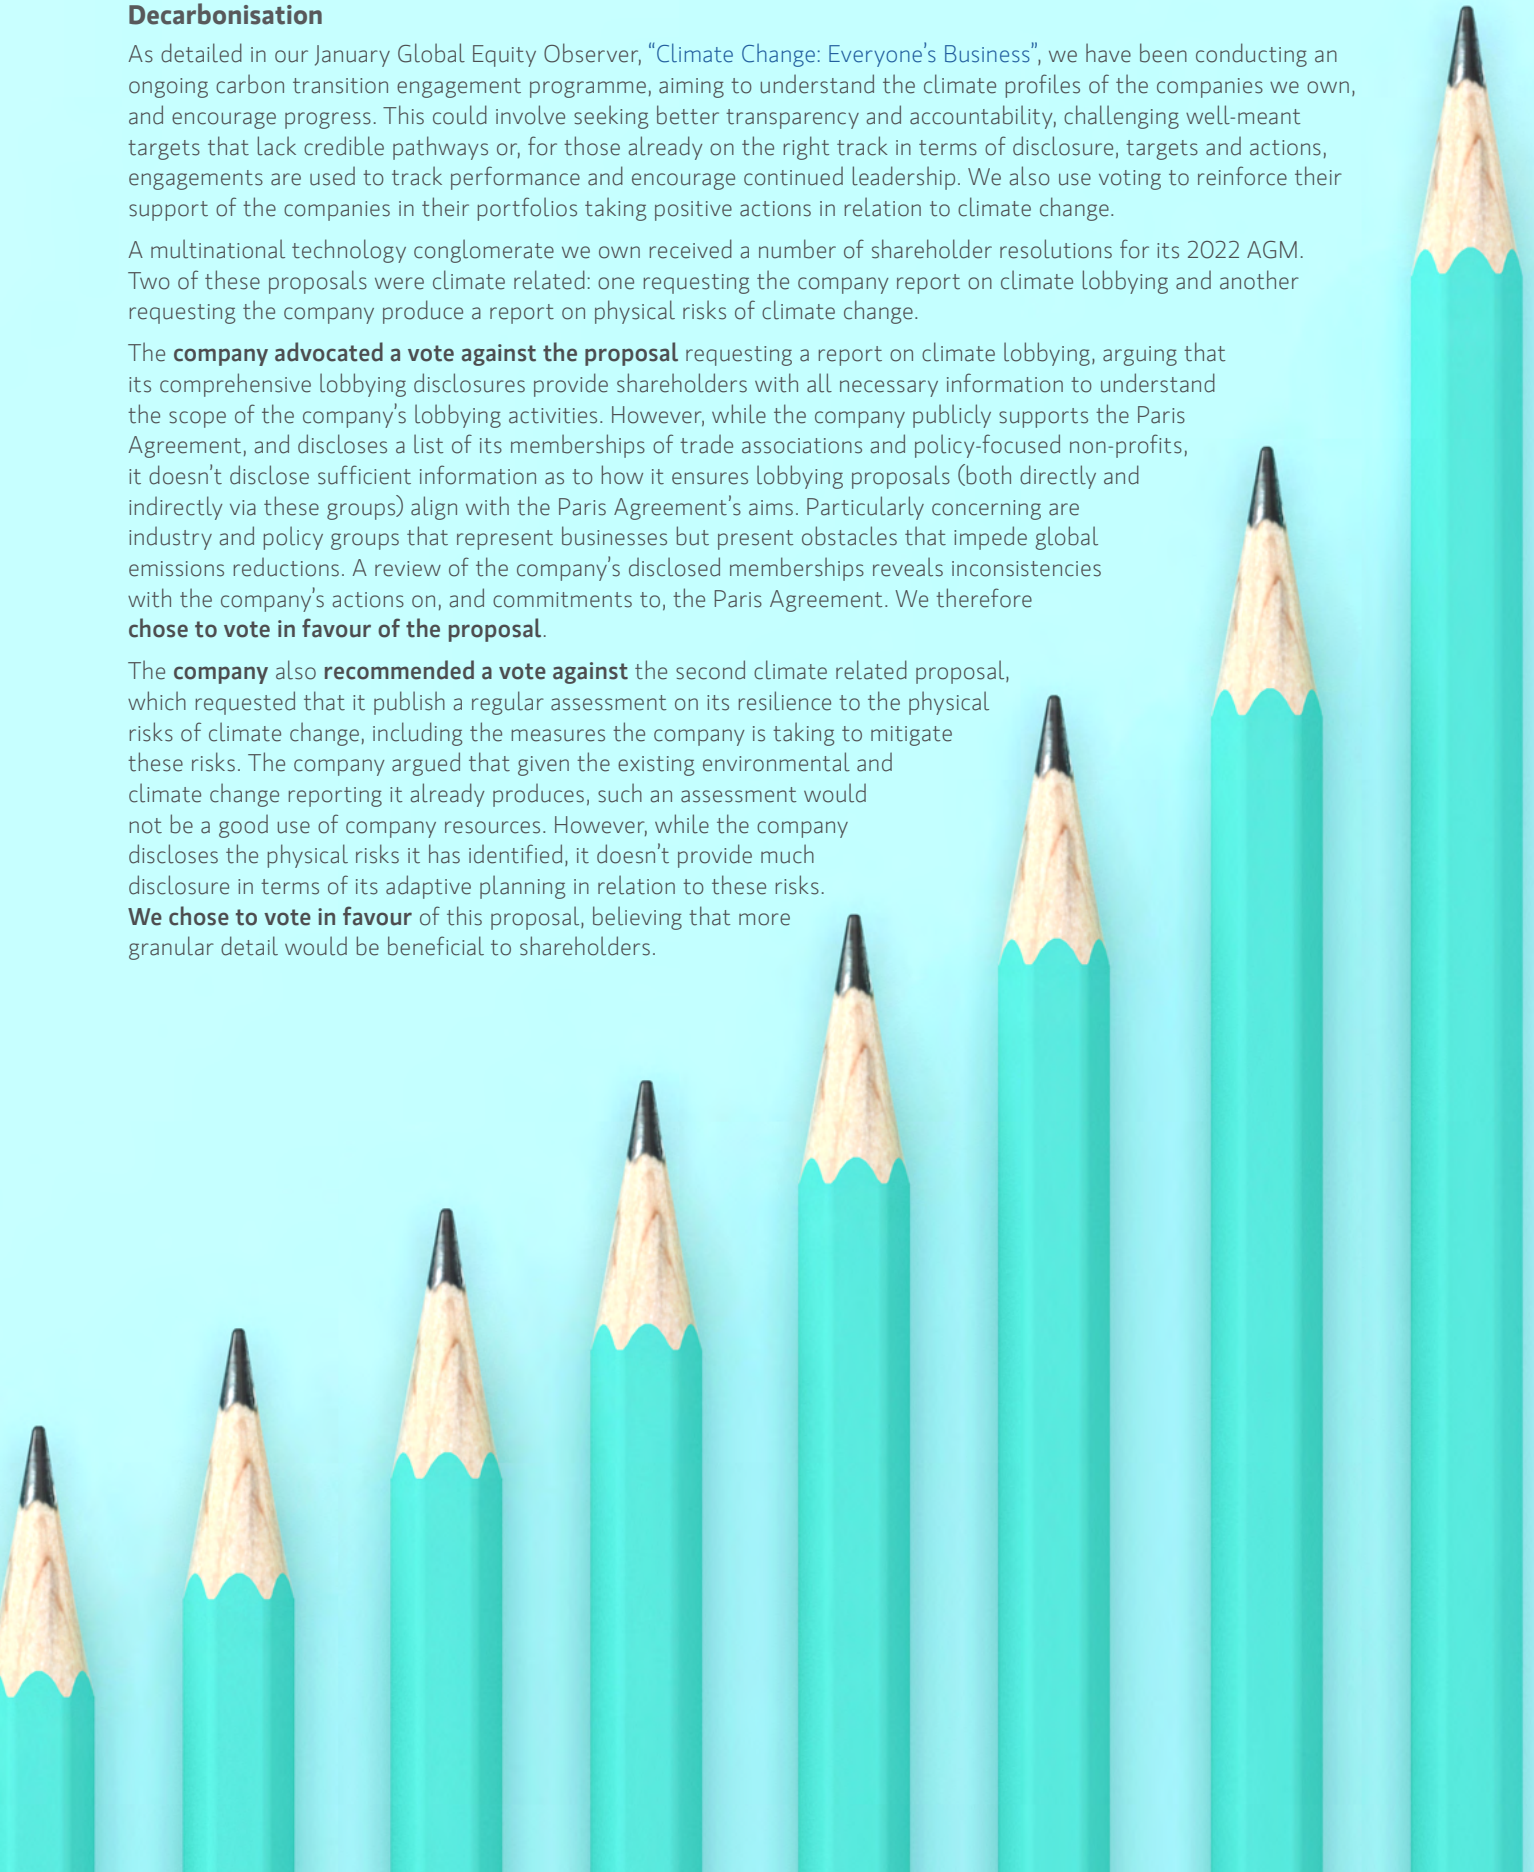 Decarbonisation
As detailed in our January Global Equity Observer, “Climate Change: Everyone’s Business”, we have been conducting an
ongoing carbon transition engagement programme, aiming to understand the climate profiles of the companies we own,
and encourage progress. This could involve seeking better transparency and accountability, challenging well-meant
targets that lack credible pathways or, for those already on the right track in terms of disclosure, targets and actions,
engagements are used to track performance and encourage continued leadership. We also use voting to reinforce their
support of the companies in their portfolios taking positive actions in relation to climate change.
A multinational technology conglomerate we own received a number of shareholder resolutions for its 2022 AGM.
Two of these proposals were climate related: one requesting the company report on climate lobbying and another
requesting the company produce a report on physical risks of climate change.
The company advocated a vote against the proposal requesting a report on climate lobbying, arguing that
its comprehensive lobbying disclosures provide shareholders with all necessary information to understand
the scope of the company’s lobbying activities. However, while the company publicly supports the Paris
Agreement, and discloses a list of its memberships of trade associations and policy-focused non-profits,
it doesn’t disclose sufficient information as to how it ensures lobbying proposals (both directly and
indirectly via these groups) align with the Paris Agreement’s aims. Particularly concerning are
industry and policy groups that represent businesses but present obstacles that impede global
emissions reductions. A review of the company’s disclosed memberships reveals inconsistencies
with the company’s actions on, and commitments to, the Paris Agreement. We therefore
chose to vote in favour of the proposal.
The company also recommended a vote against the second climate related proposal,
which requested that it publish a regular assessment on its resilience to the physical
risks of climate change, including the measures the company is taking to mitigate
these risks. The company argued that given the existing environmental and
climate change reporting it already produces, such an assessment would
not be a good use of company resources. However, while the company
discloses the physical risks it has identified, it doesn’t provide much
disclosure in terms of its adaptive planning in relation to these risks.
We chose to vote in favour of this proposal, believing that more
granular detail would be beneficial to shareholders.